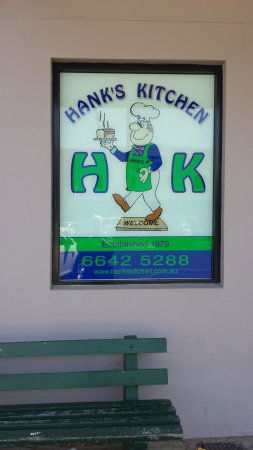 HANK'S KITCHEN
H K
WELCOME
Established 1979
6642 5288
www.hankskitchen.com.au